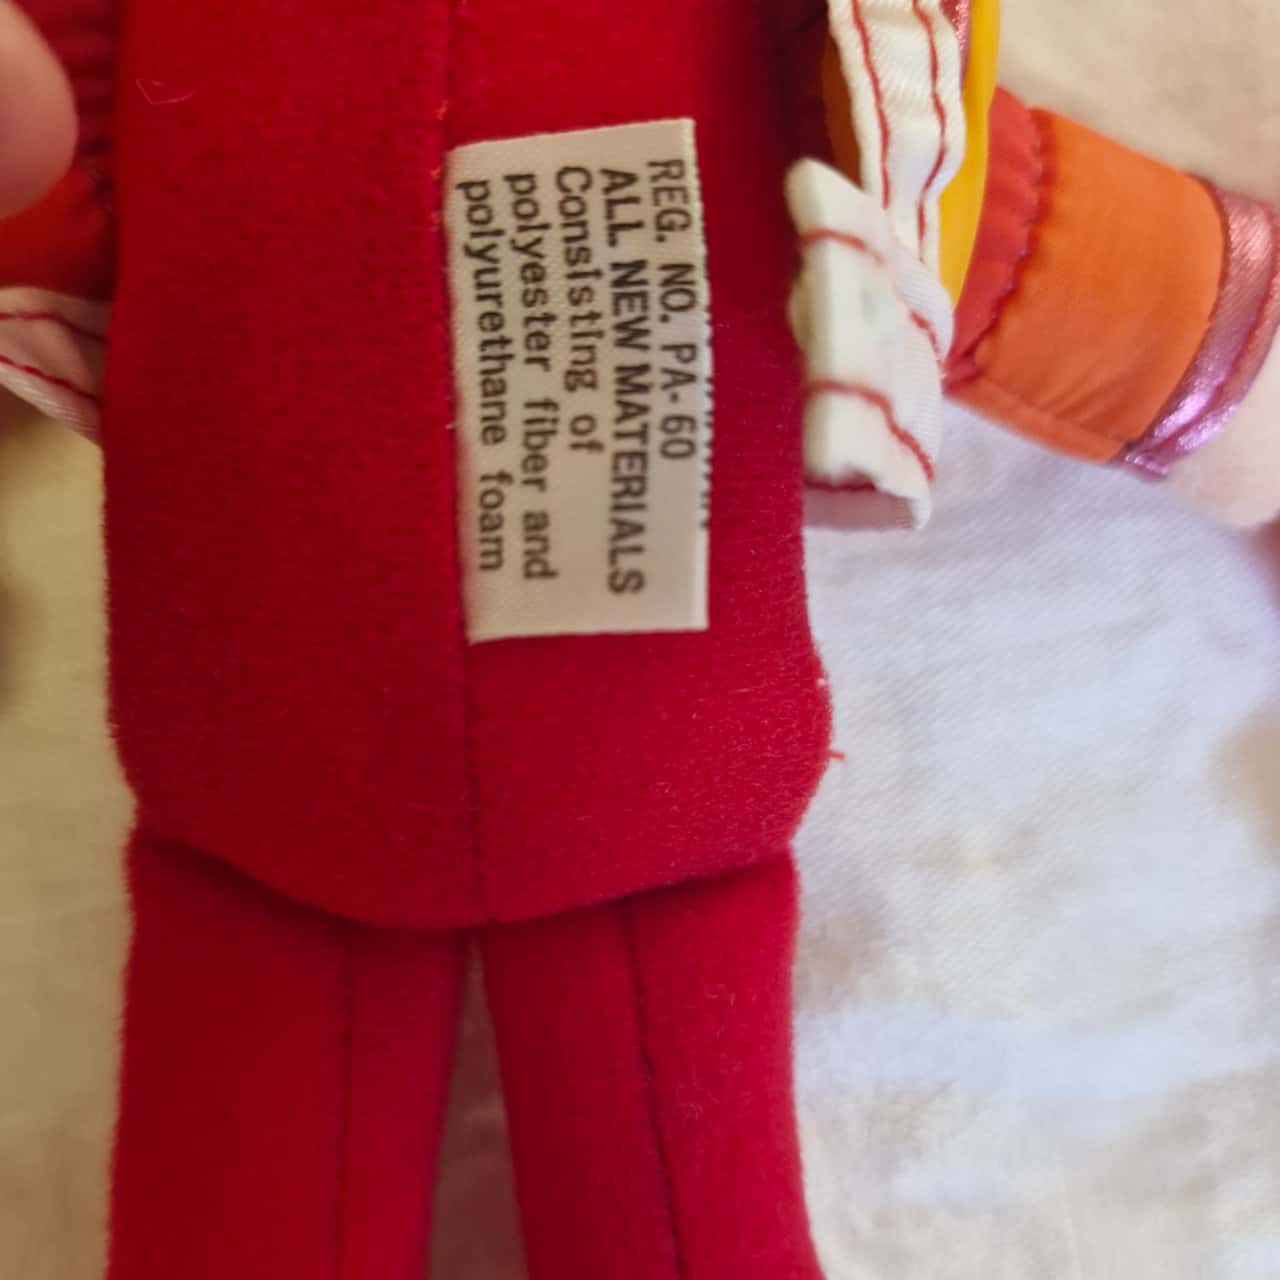 REG. NO. PA-60
ALL NEW MATERIALS
Consisting of
polyester fiber and
polyurethane foam